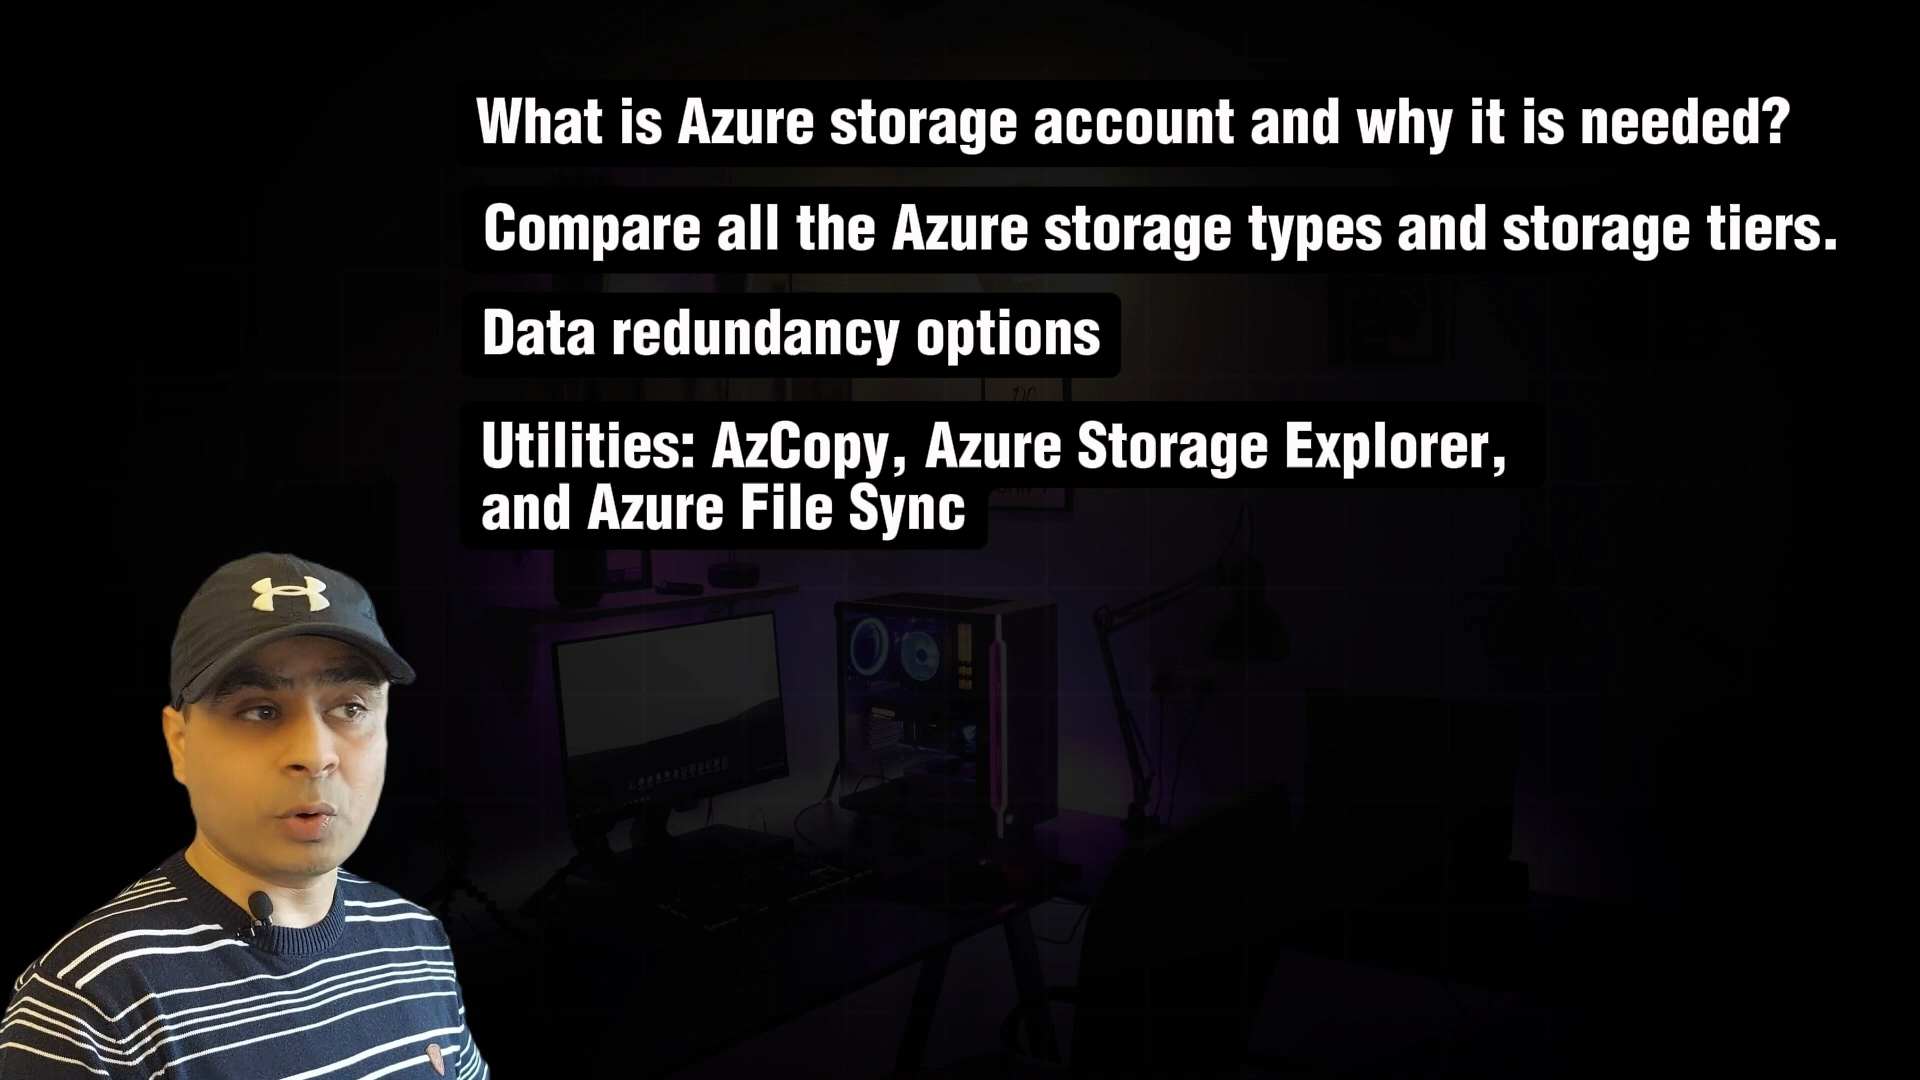 What is Azure storage account and why it is needed?
Compare all the Azure storage types and storage tiers.
Data redundancy options
Utilities: AzCopy, Azure Storage Explorer,
and Azure File Sync